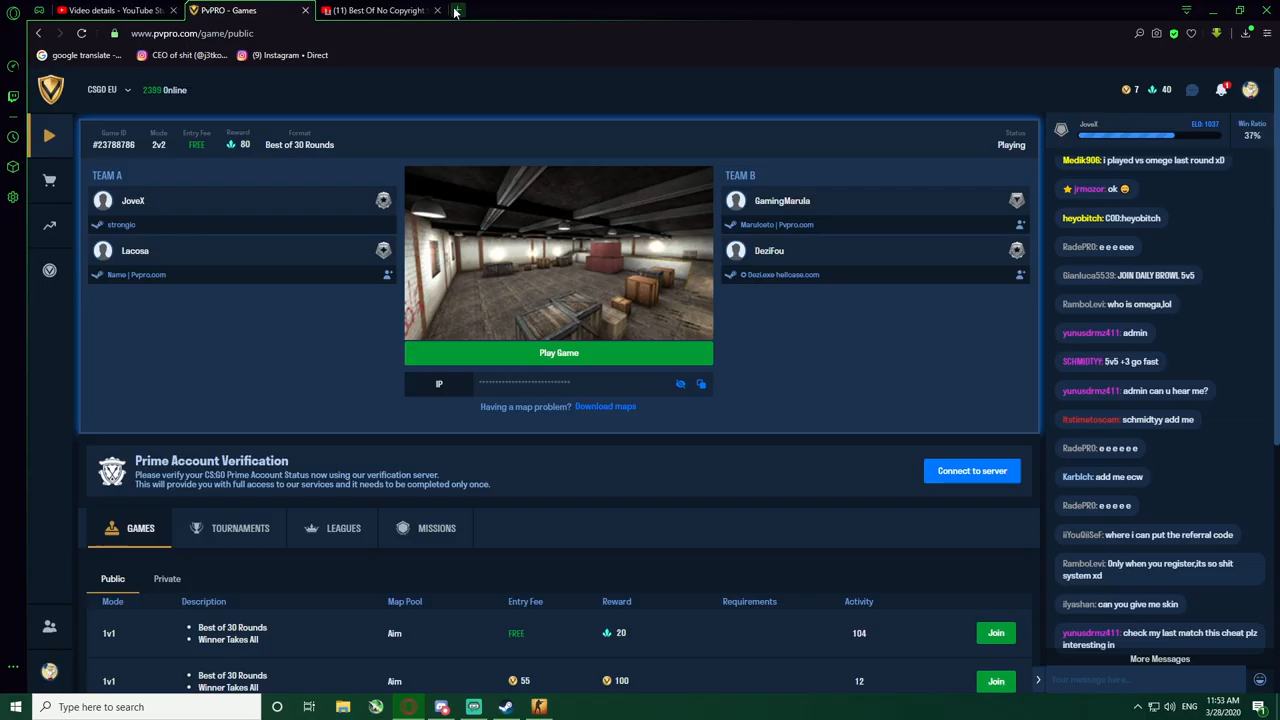 Video details - YouTube St
PvPRO - Games
(11) Best Of No Copyright
www.pvpro.com/game/public
google translate -...
CEO of shit (@j3tko...
(9) Instagram • Direct
CSGO EU
2399 Online
7
40
1
Game ID
#23788786
Mode
2v2
Entry Fee
FREE
Reward
80
Format
Best of 30 Rounds
Status
Playing
TEAM A
JoveX
strongic
Lacosa
Name | Pvpro.com
Play Game
IP
****************************
Having a map problem? Download maps
TEAM B
GamingMarula
Maruloeto | Pvpro.com
DeziFou
Dezi.exe hellcase.com
Prime Account Verification
Please verify your CS:GO Prime Account Status now using our verification server.
This will provide you with full access to our services and it needs to be completed only once.
Connect to server
GAMES
TOURNAMENTS
LEAGUES
MISSIONS
Public
Private
Mode
Description
Map Pool
Entry Fee
Reward
Requirements
Activity
1v1
• Best of 30 Rounds
• Winner Takes All
Aim
FREE
20
104
Join
1v1
• Best of 30 Rounds
• Winner Takes All
Aim
55
100
12
Join
JoveX
ELO: 1037
Win Ratio
37%
Medik906: i played vs omege last round xD
jrmozor: ok
heyobitch: COD:heyobitch
RadePRO: e e e eee
Gianluca5539: JOIN DAILY BROWL 5v5
RamboLevi: who is omega,lol
yunusdrmz411: admin
SCHMIDTYY: 5v5 +3 go fast
yunusdrmz411: admin can u hear me?
Itstimetoscam: schmidtyy add me
RadePRO: e e e e e e
Karblch: add me ecw
RadePRO: e e e e e
iiYouQiiSeF: where i can put the referral code
RamboLevi: Only when you register,its so shit
system xd
ilyashan: can you give me skin
yunusdrmz411: check my last match this cheat plz
interesting in
More Messages
Your message here...
Type here to search
ENG
11:53 AM
3/28/2020